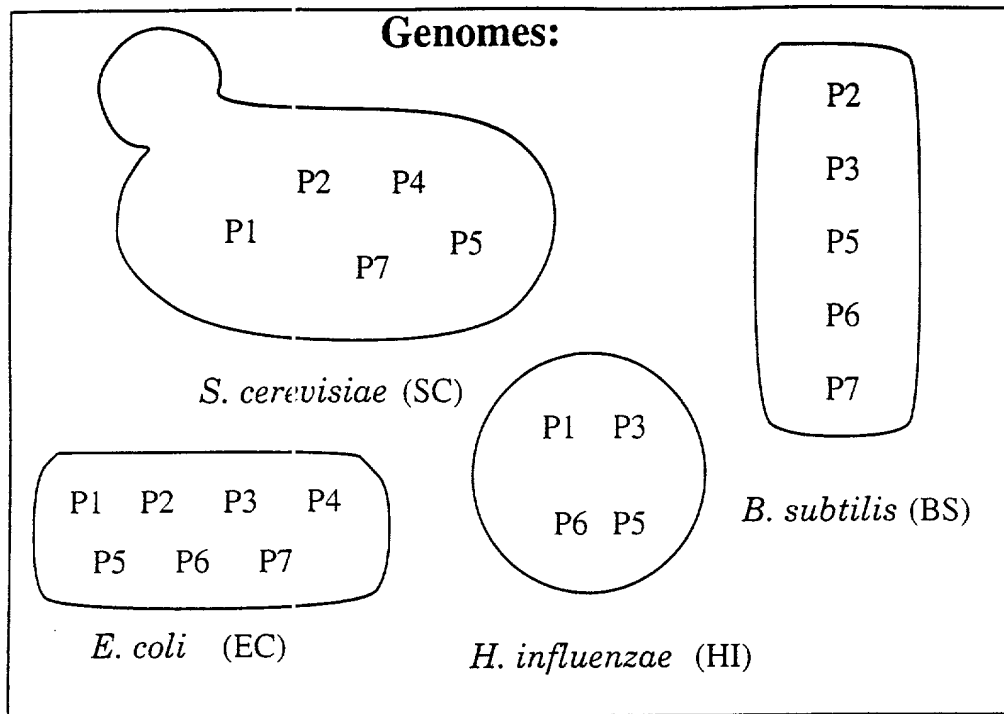 Genomes:
P2 P4
P1 P7 P5
S. cerevisiae (SC)
P2
P3
P5
P6
P7
B. subtilis (BS)
P1 P2 P3 P4
P5 P6 P7
E. coli (EC)
P1 P3
P6 P5
H. influenzae (HI)